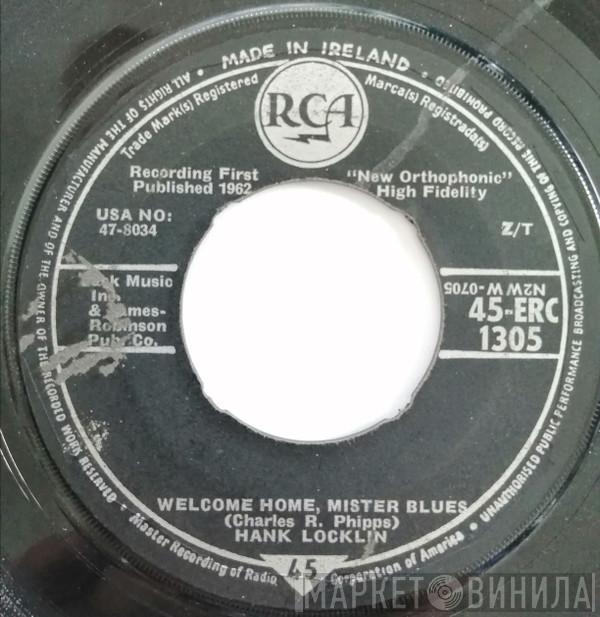 MADE IN IRELAND
ALL RIGHTS OF THE MANUFACTURER AND OF THE OWNER OF THE RECORDED WORK RESERVED
UNAUTHORISED PUBLIC PERFORMANCE BROADCASTING AND COPYING OF THIS RECORD PROHIBITED
Trade Mark(s) Registered
Marca(s) Registrada(s)
RCA
Recording First
Published 1962
"New Orthophonic"
High Fidelity
USA NO:
47-8034
Z/T
Music
Inc.
& James-
Robinson
Pub. Co.
N2W W-0705
45-ERC
1305
WELCOME HOME, MISTER BLUES
(Charles R. Phipps)
HANK LOCKLIN
Master Recording of Radio Corporation of America
45
МАРКЕТ ВИНИЛА